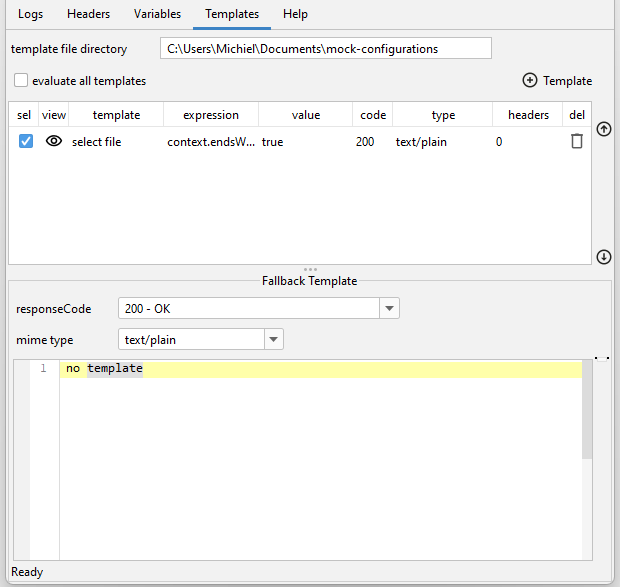 Logs Headers Variables Templates Help
template file directory C:\Users\Michiel\Documents\mock-configurations
evaluate all templates Template
sel view template expression value code type headers del
select file context.endsW... true 200 text/plain 0
Fallback Template
responseCode 200 - OK
mime type text/plain
1 no template
Ready